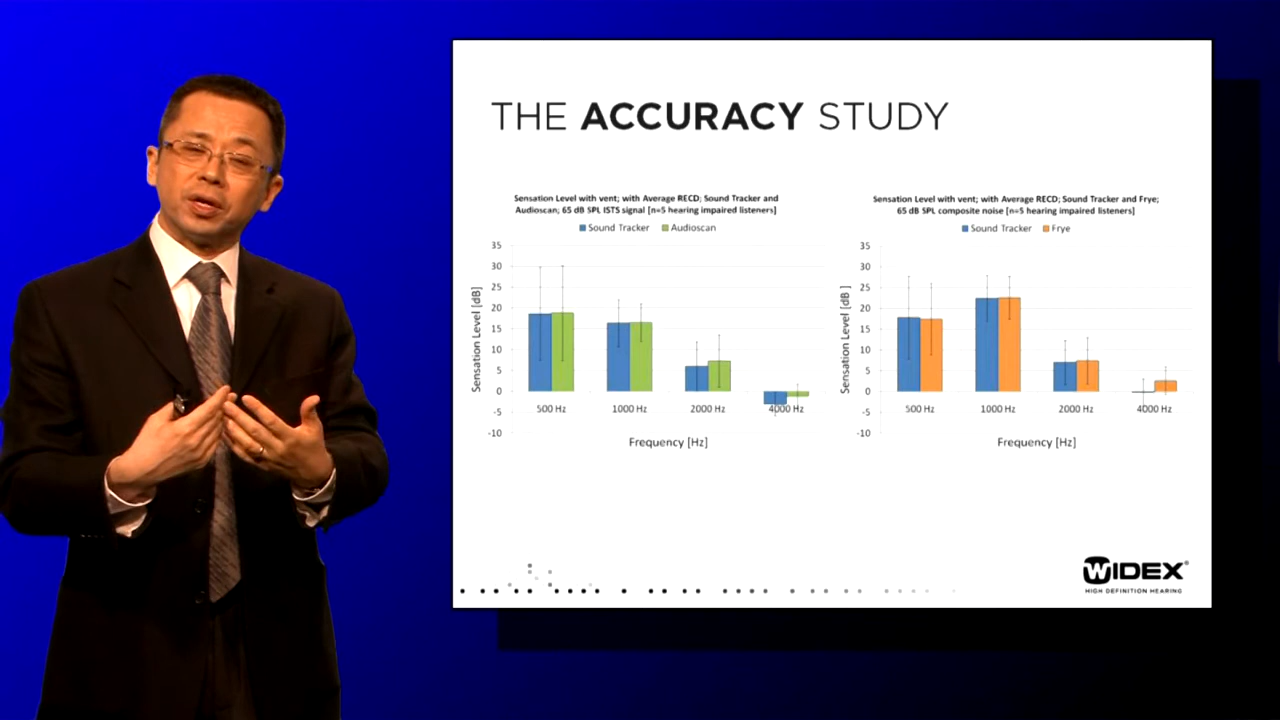 THE ACCURACY STUDY
Sensation Level with vent; with Average RECD; Sound Tracker and
Audioscan; 65 dB SPL ISTS signal [n=5 hearing impaired listeners]
Sound Tracker Audioscan
35
30
25
20
15
10
5
0
-5
-10
Sensation Level [dB]
500 Hz 1000 Hz 2000 Hz 4000 Hz
Frequency [Hz]
Sensation Level with vent; with Average RECD; Sound Tracker and Frye;
65 dB SPL composite noise [n=5 hearing impaired listeners]
Sound Tracker Frye
35
30
25
20
15
10
5
0
-5
-10
Sensation Level [dB ]
500 Hz 1000 Hz 2000 Hz 4000 Hz
Frequency [Hz]
WIDEX®
HIGH DEFINITION HEARING